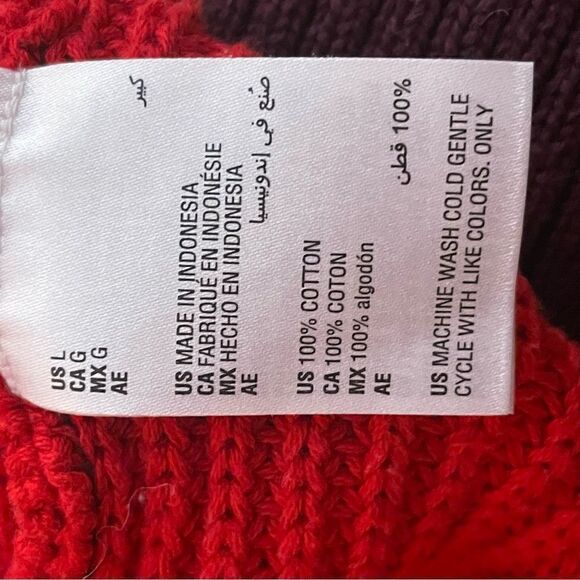 US L
CA G
MX G
AE كبير
US MADE IN INDONESIA
CA FABRIQUÉ EN INDONÉSIE
MX HECHO EN INDONESIA
AE صُنع في إندونيسيا
US 100% COTTON
CA 100% COTON
MX 100% algodón
AE 100% قطن
US MACHINE WASH COLD GENTLE
CYCLE WITH LIKE COLORS. ONLY